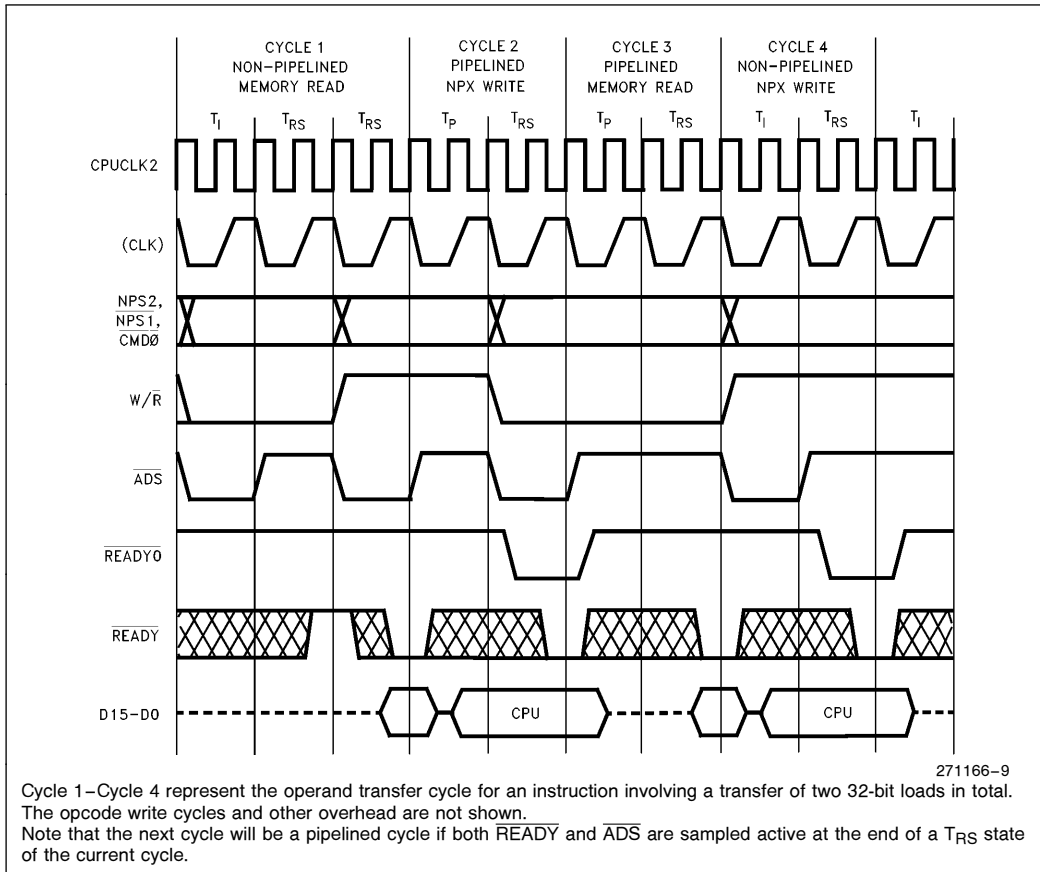 CYCLE 1
NON-PIPELINED
MEMORY READ
CYCLE 2
PIPELINED
NPX WRITE
CYCLE 3
PIPELINED
MEMORY READ
CYCLE 4
NON-PIPELINED
NPX WRITE
TI TRS TRS TP TRS TP TRS TI TRS TI
CPUCLK2
(CLK)
NPS2,
NPS1,
CMD0
W/R
ADS
READYO
READY
D15-D0
CPU
CPU
271166-9
Cycle 1–Cycle 4 represent the operand transfer cycle for an instruction involving a transfer of two 32-bit loads in total.
The opcode write cycles and other overhead are not shown.
Note that the next cycle will be a pipelined cycle if both READY and ADS are sampled active at the end of a TRS state
of the current cycle.